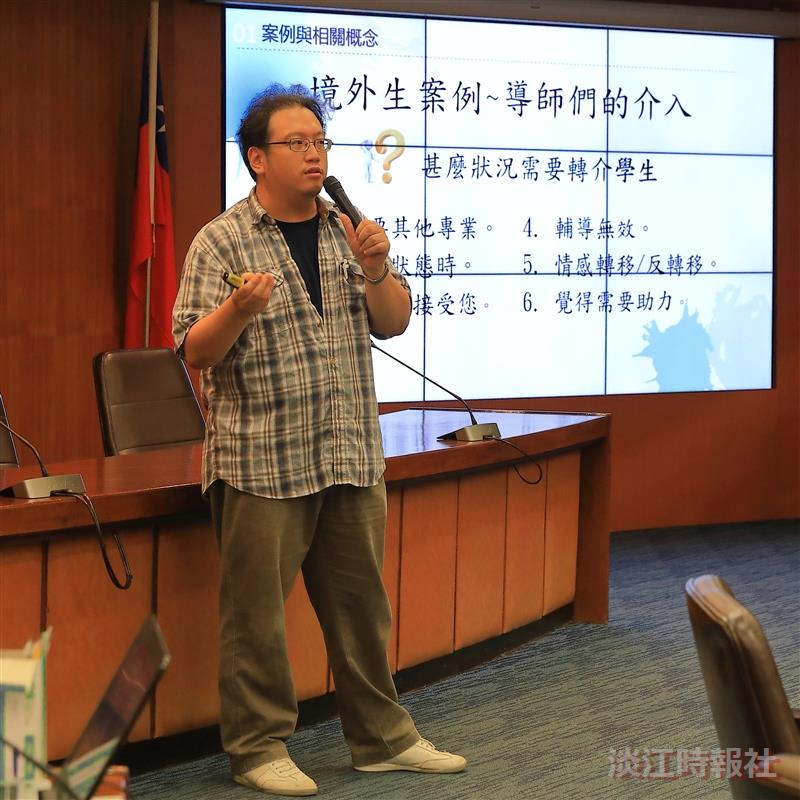 01 案例與相關概念
境外生案例~導師們的介入
甚麼狀況需要轉介學生
其他專業。 4. 輔導無效。
狀態時。 5. 情感轉移/反轉移。
接受您。 6. 覺得需要助力。
淡江時報社